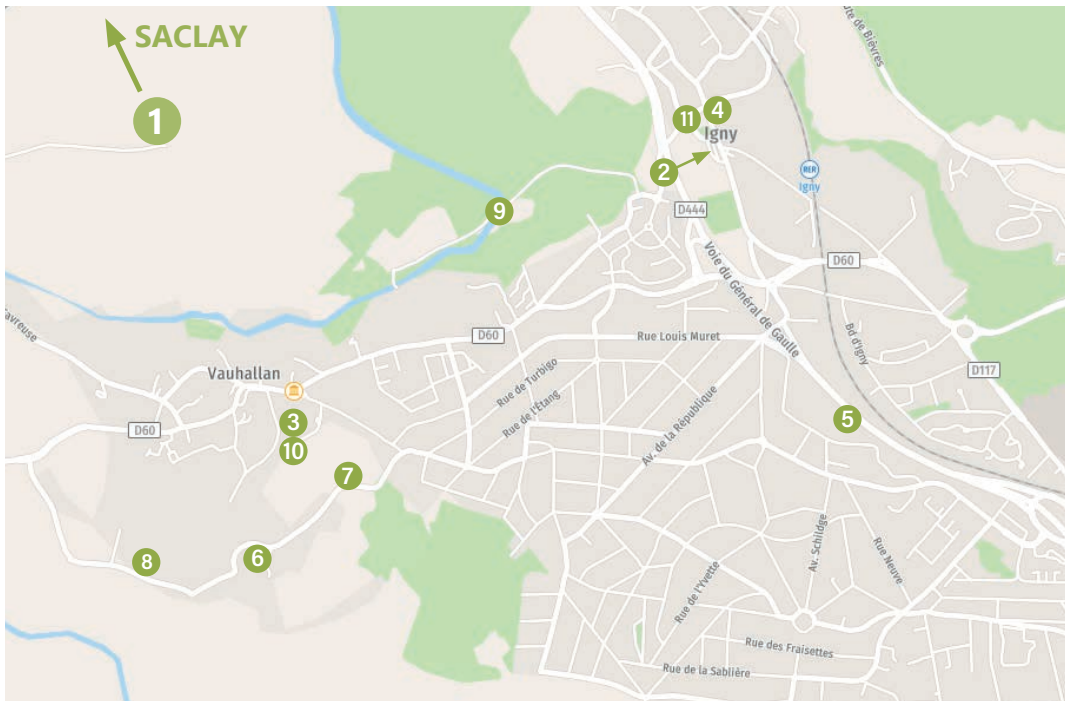 SACLAY
1
4
11
Igny
2
RER
Igny
9
D444
D60
Voie du Général de Gaulle
D60
Rue Louis Muret
Bd d'Igny
Vauhallan
Rue de Turbigo
D117
Rue de l'Étang
Av. de la République
3
5
D60
10
7
6
8
Av. Schildge
Rue Neuve
Rue de l'Yvette
Rue des Fraisettes
Rue de la Sablière